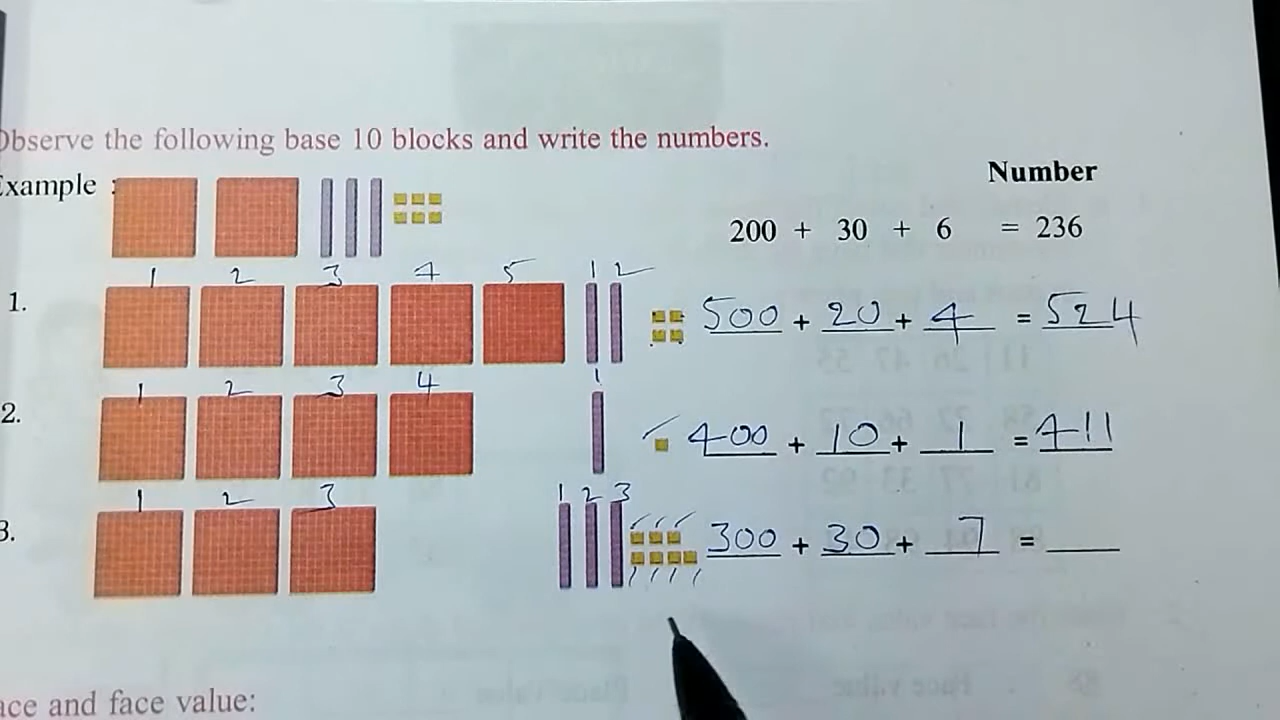 Observe the following base 10 blocks and write the numbers.
Example :
Number
200 + 30 + 6 = 236
1 2 3 4 5 1 2
1. 500 + 20 + 4 = 524
1 2 3 4 1
2. 400 + 10 + 1 = 411
1 2 3 1 2 3
3. 300 + 30 + 7 =
and face value: